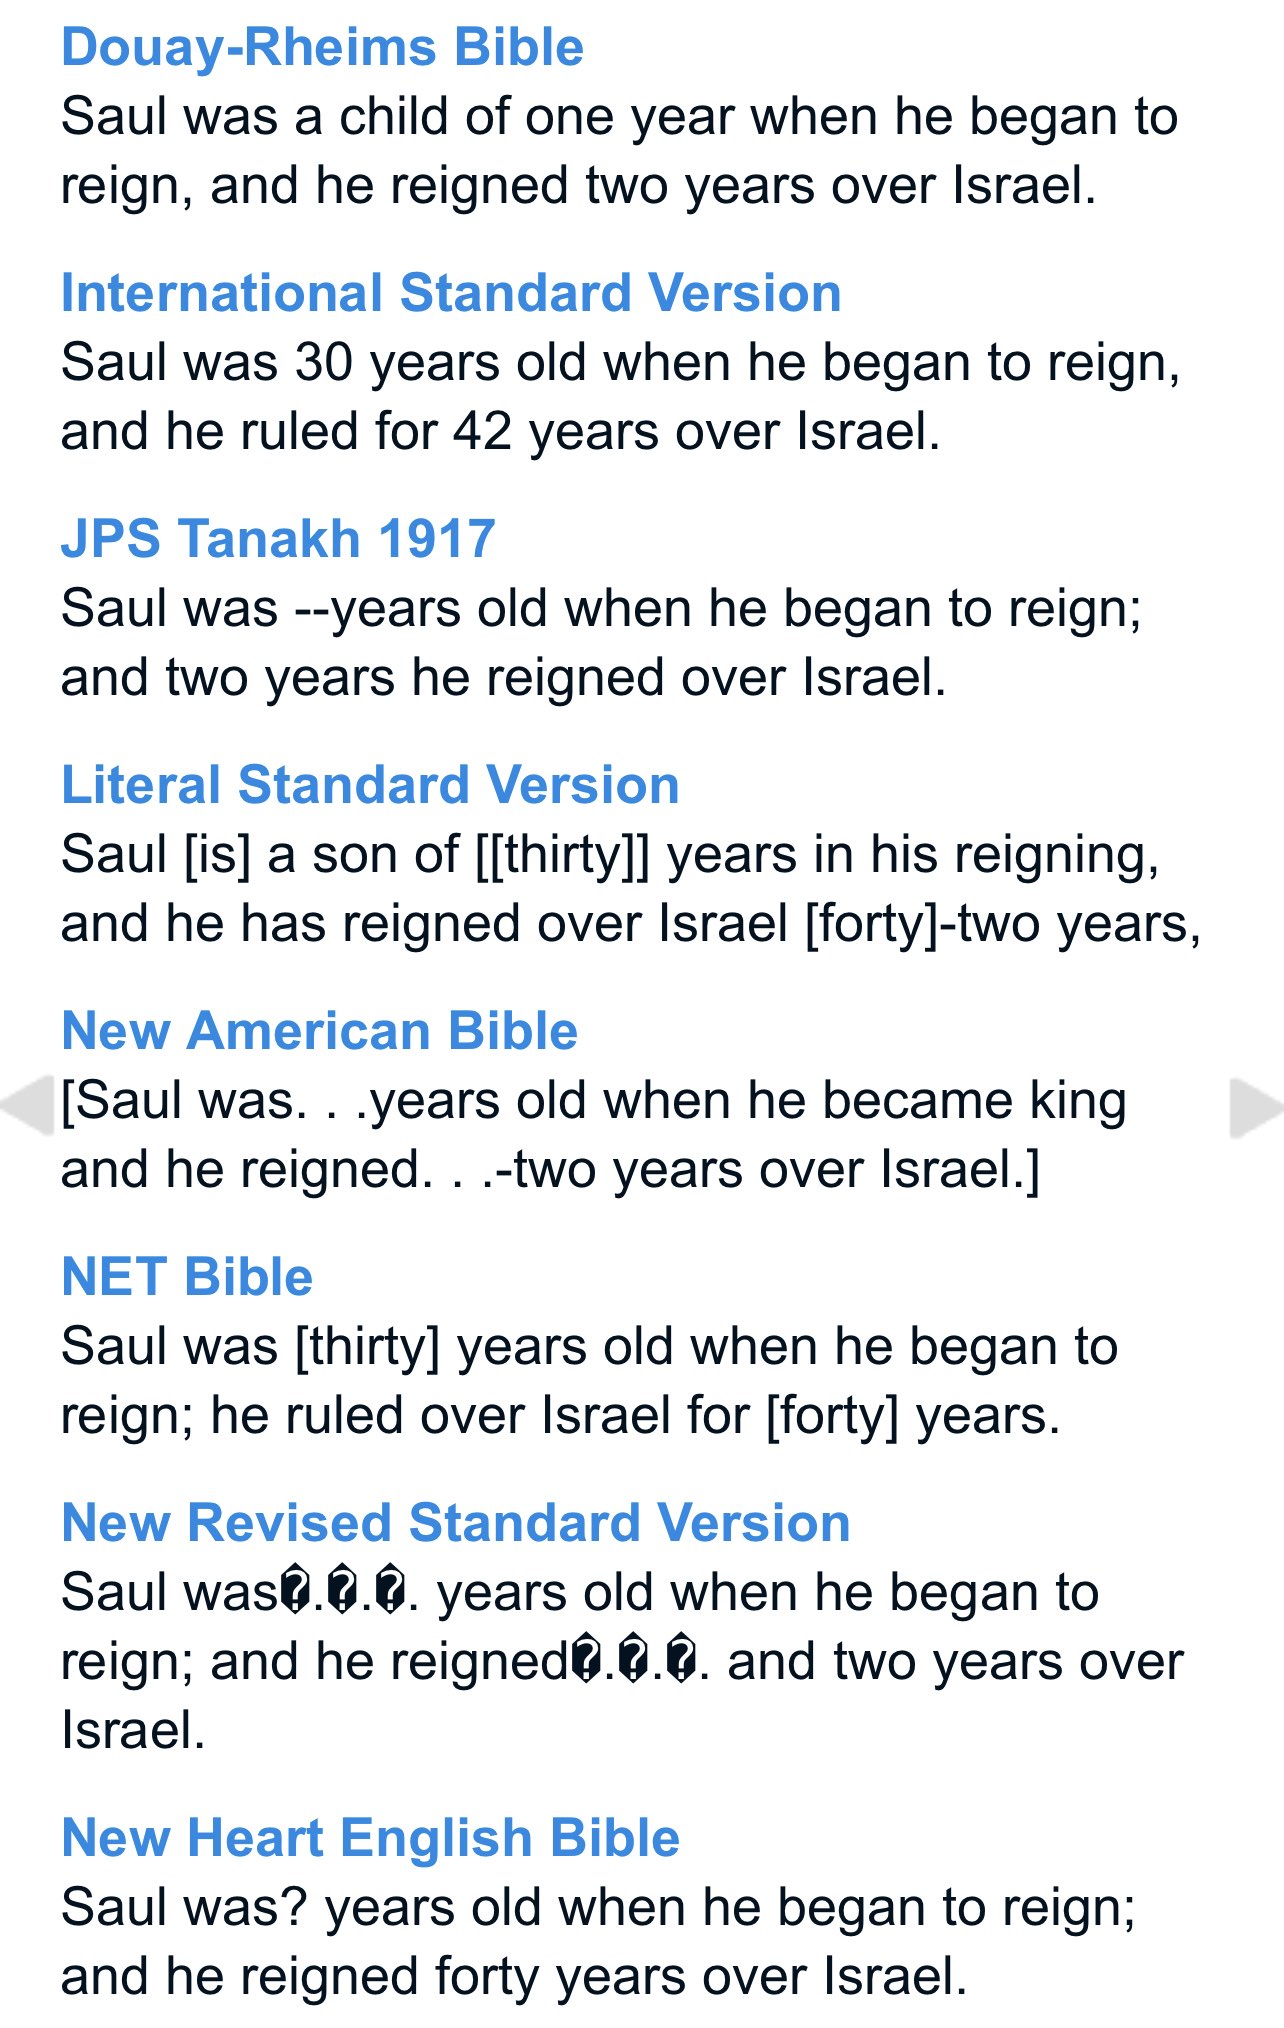 Douay-Rheims Bible
Saul was a child of one year when he began to
reign, and he reigned two years over Israel.
International Standard Version
Saul was 30 years old when he began to reign,
and he ruled for 42 years over Israel.
JPS Tanakh 1917
Saul was --years old when he began to reign;
and two years he reigned over Israel.
Literal Standard Version
Saul [is] a son of [[thirty]] years in his reigning,
and he has reigned over Israel [forty]-two years,
New American Bible
[Saul was. . .years old when he became king
and he reigned. . .-two years over Israel.]
NET Bible
Saul was [thirty] years old when he began to
reign; he ruled over Israel for [forty] years.
New Revised Standard Version
Saul was�.�.�. years old when he began to
reign; and he reigned�.�.�. and two years over
Israel.
New Heart English Bible
Saul was? years old when he began to reign;
and he reigned forty years over Israel.